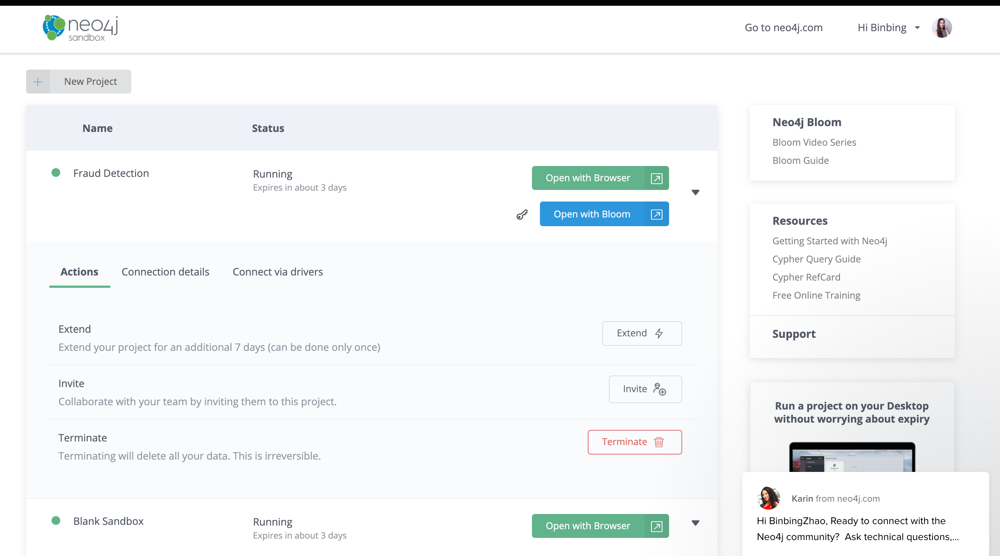 neo4j
sandbox
Go to neo4j.com
Hi Binbing
New Project
Name
Status
Fraud Detection
Running
Expires in about 3 days
Open with Browser
Open with Bloom
Actions
Connection details
Connect via drivers
Extend
Extend your project for an additional 7 days (can be done only once)
Extend
Invite
Collaborate with your team by inviting them to this project.
Invite
Terminate
Terminating will delete all your data. This is irreversible.
Terminate
Blank Sandbox
Running
Expires in about 3 days
Open with Browser
Neo4j Bloom
Bloom Video Series
Bloom Guide
Resources
Getting Started with Neo4j
Cypher Query Guide
Cypher RefCard
Free Online Training
Support
Run a project on your Desktop
without worrying about expiry
Karin from neo4j.com
Hi BinbingZhao, Ready to connect with the
Neo4j community?  Ask technical questions,...